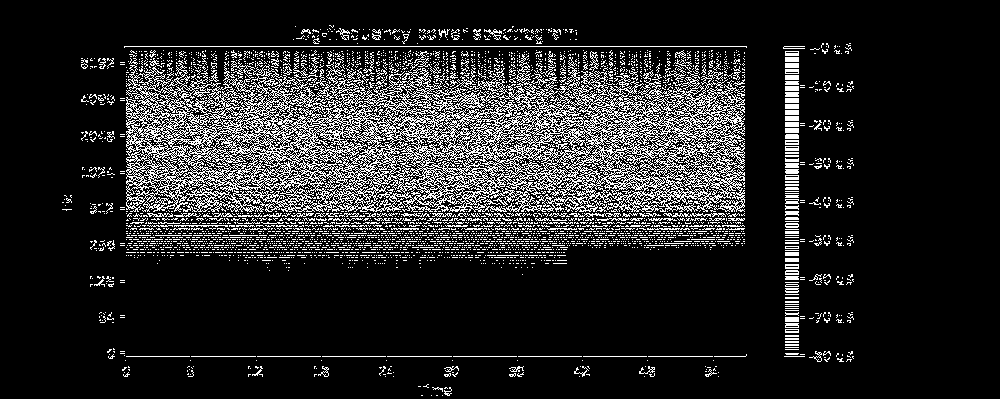 Log-frequency power spectrogram
8192
4096
2048
1024
512
256
128
64
0
Hz
0 6 12 18 24 30 36 42 48 54
Time
+0 dB
-10 dB
-20 dB
-30 dB
-40 dB
-50 dB
-60 dB
-70 dB
-80 dB